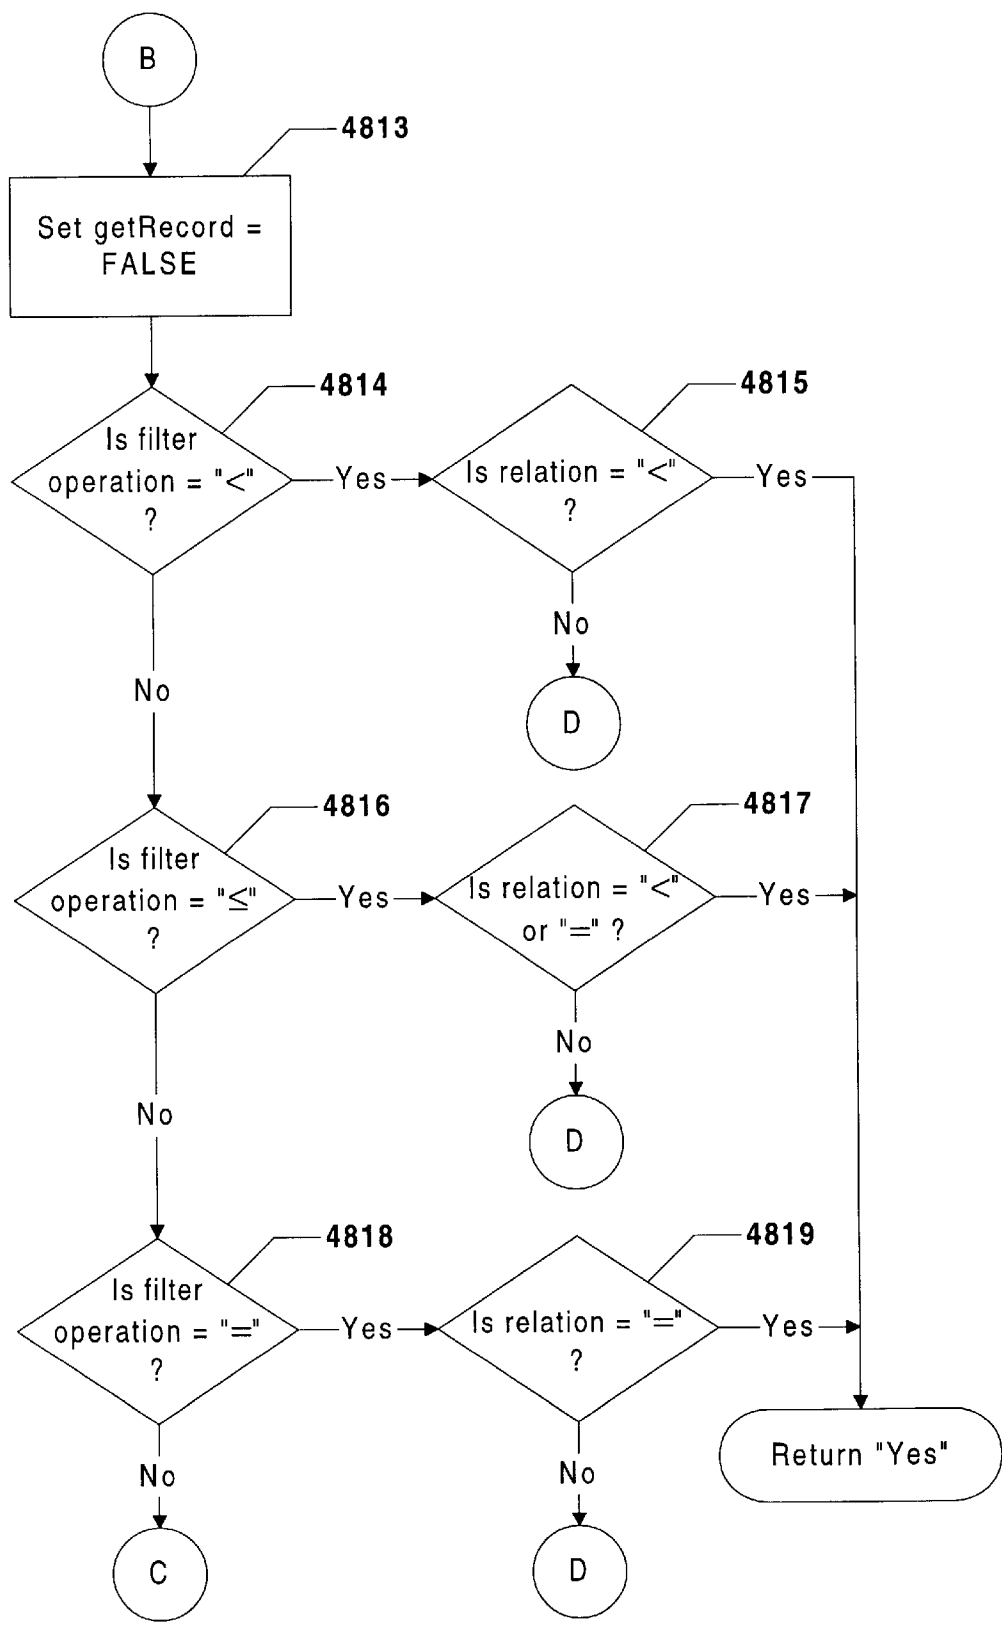 B
4813
Set getRecord =
FALSE
4814
Is filter
operation = "<"
?
Yes
4815
Is relation = "<"
?
Yes
No
D
No
4816
Is filter
operation = "≤"
?
Yes
4817
Is relation = "<"
or "=" ?
Yes
No
D
No
4818
Is filter
operation = "="
?
Yes
4819
Is relation = "="
?
Yes
Return "Yes"
No
C
No
D